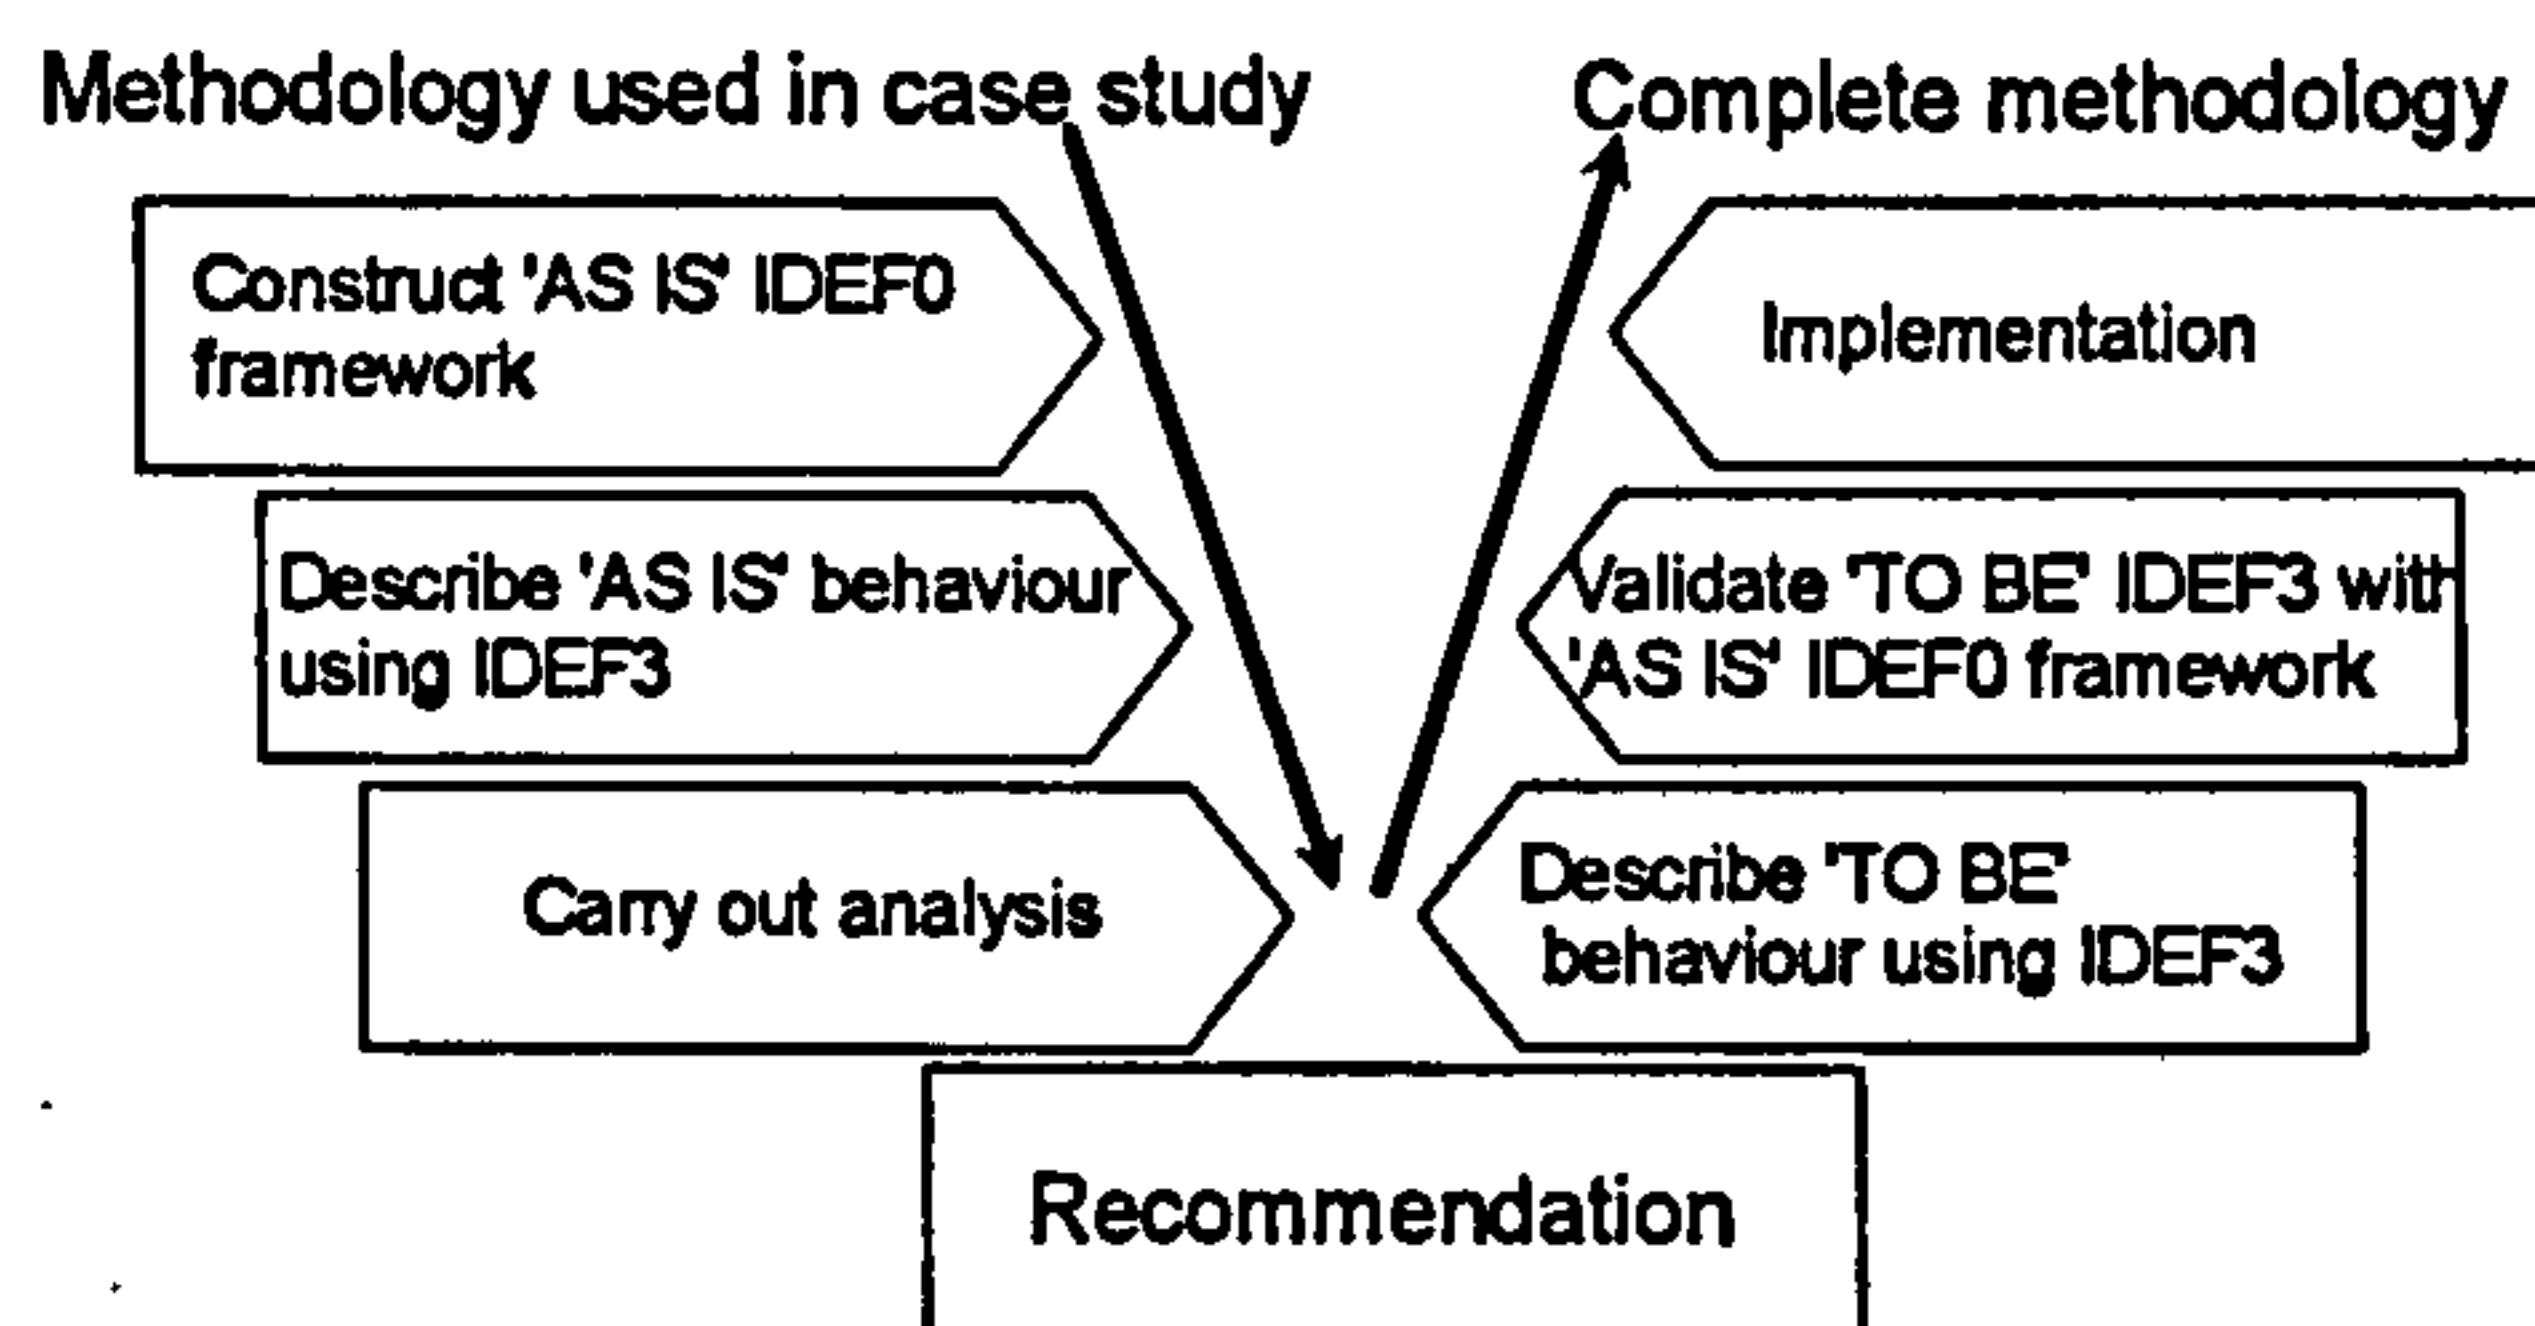 Methodology used in case study
Complete methodology
Construct 'AS IS' IDEF0
framework
Describe 'AS IS' behaviour
using IDEF3
Carry out analysis
Implementation
Validate 'TO BE' IDEF3 with
'AS IS' IDEF0 framework
Describe 'TO BE'
behaviour using IDEF3
Recommendation